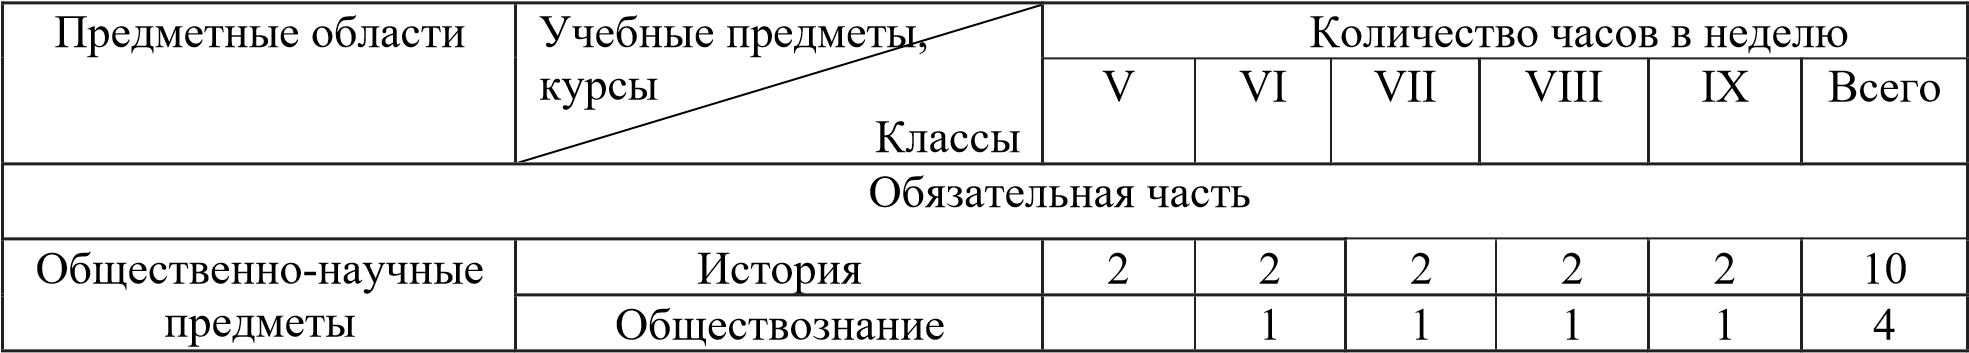 Предметные области
Учебные предметы,
курсы
Классы
Количество часов в неделю
V VI VII VIII IX Всего
Обязательная часть
Общественно-научные
предметы
История 2 2 2 2 2 10
Обществознание 1 1 1 1 4